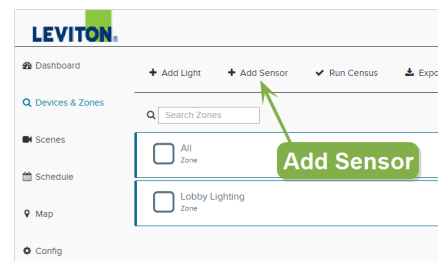 LEVITON®
Dashboard
Add Light
Add Sensor
Run Census
Expo
Devices & Zones
Search Zones
Scenes
All
Zone
Add Sensor
Schedule
Lobby Lighting
Zone
Map
Config